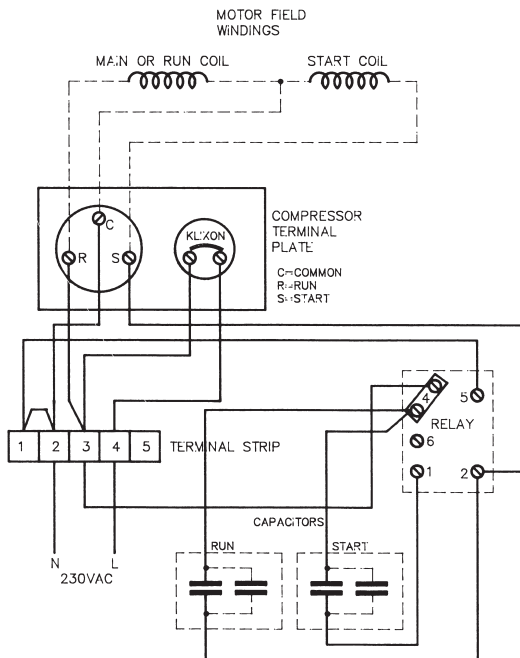 MOTOR FIELD
WINDINGS
MAIN OR RUN COIL
START COIL
C
KLIXON
R
S
COMPRESSOR
TERMINAL
PLATE
C=COMMON
R=RUN
S=START
4
5
RELAY
6
1
2
1 2 3 4 5
TERMINAL STRIP
CAPACITORS
N
L
230VAC
RUN
START